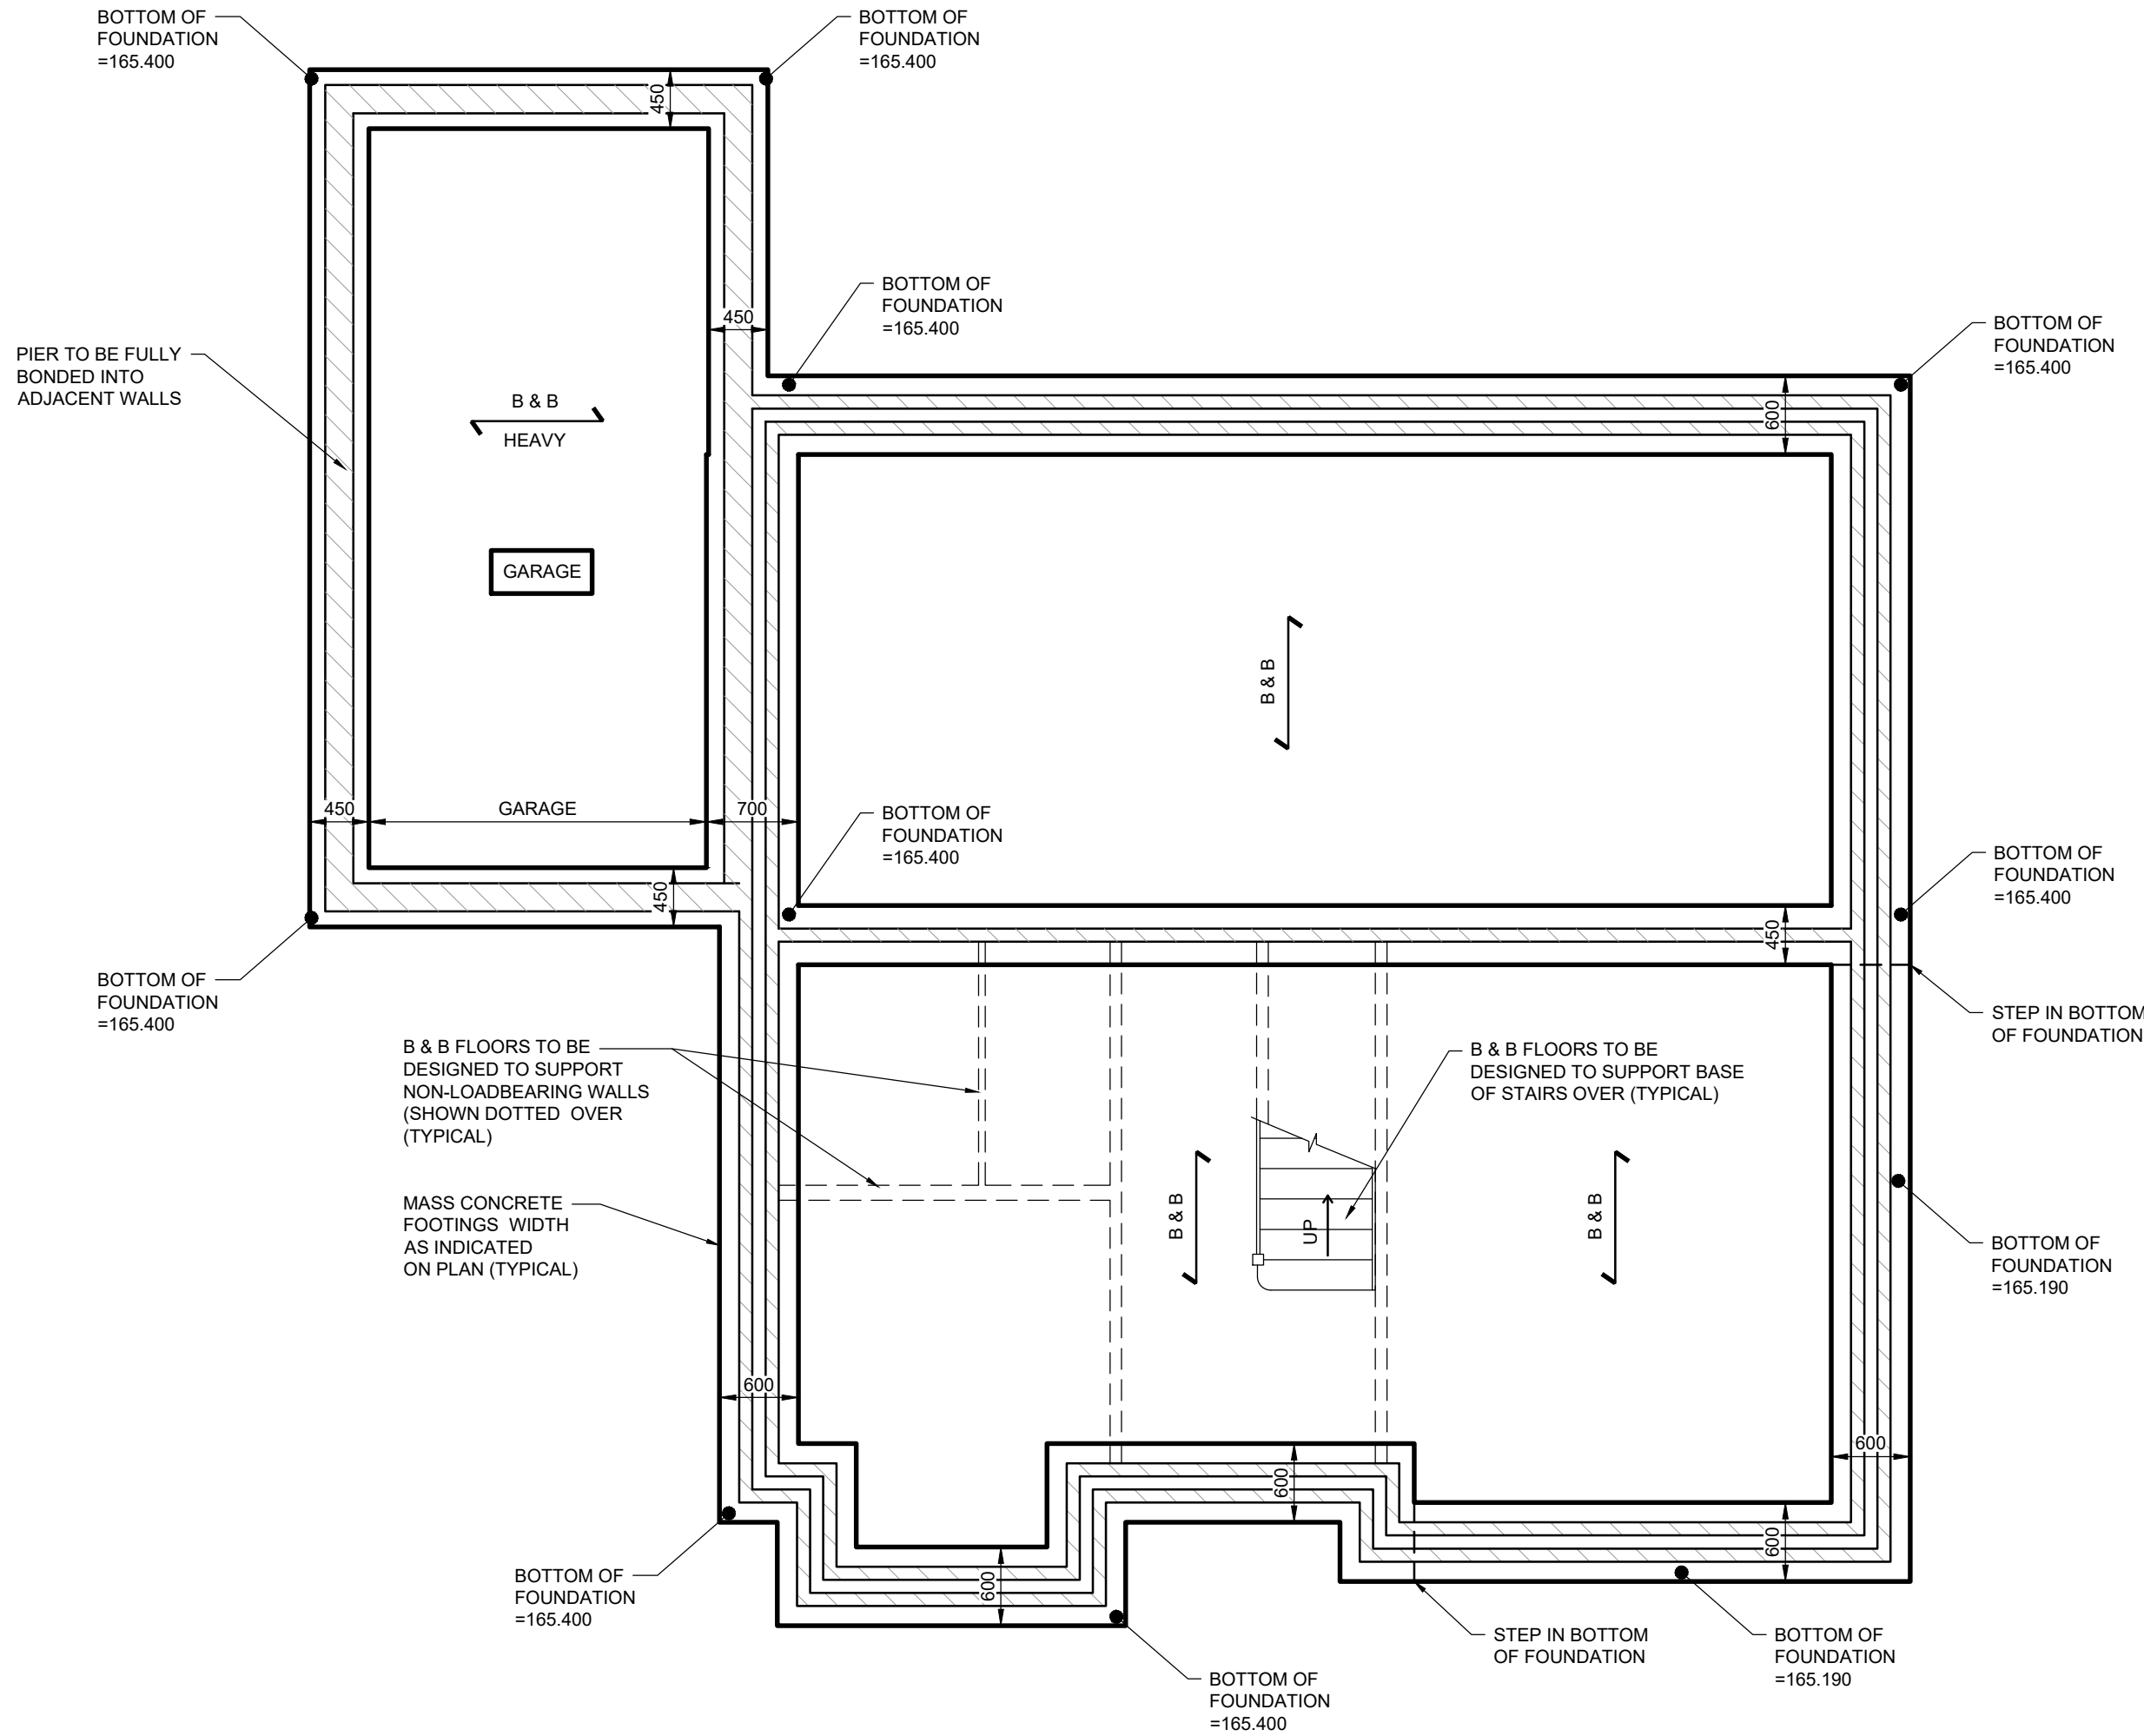 BOTTOM OF
FOUNDATION
=165.400
BOTTOM OF
FOUNDATION
=165.400
450
BOTTOM OF
FOUNDATION
=165.400
450
BOTTOM OF
FOUNDATION
=165.400
PIER TO BE FULLY
BONDED INTO
ADJACENT WALLS
B & B
HEAVY
600
GARAGE
B & B
450
GARAGE
700
BOTTOM OF
FOUNDATION
=165.400
BOTTOM OF
FOUNDATION
=165.400
450
450
BOTTOM OF
FOUNDATION
=165.400
STEP IN BOTTOM
OF FOUNDATION
B & B FLOORS TO BE
DESIGNED TO SUPPORT
NON-LOADBEARING WALLS
(SHOWN DOTTED OVER
(TYPICAL)
B & B FLOORS TO BE
DESIGNED TO SUPPORT BASE
OF STAIRS OVER (TYPICAL)
MASS CONCRETE
FOOTINGS WIDTH
AS INDICATED
ON PLAN (TYPICAL)
B & B
UP
B & B
BOTTOM OF
FOUNDATION
=165.190
600
600
600
600
600
BOTTOM OF
FOUNDATION
=165.400
STEP IN BOTTOM
OF FOUNDATION
BOTTOM OF
FOUNDATION
=165.190
BOTTOM OF
FOUNDATION
=165.400